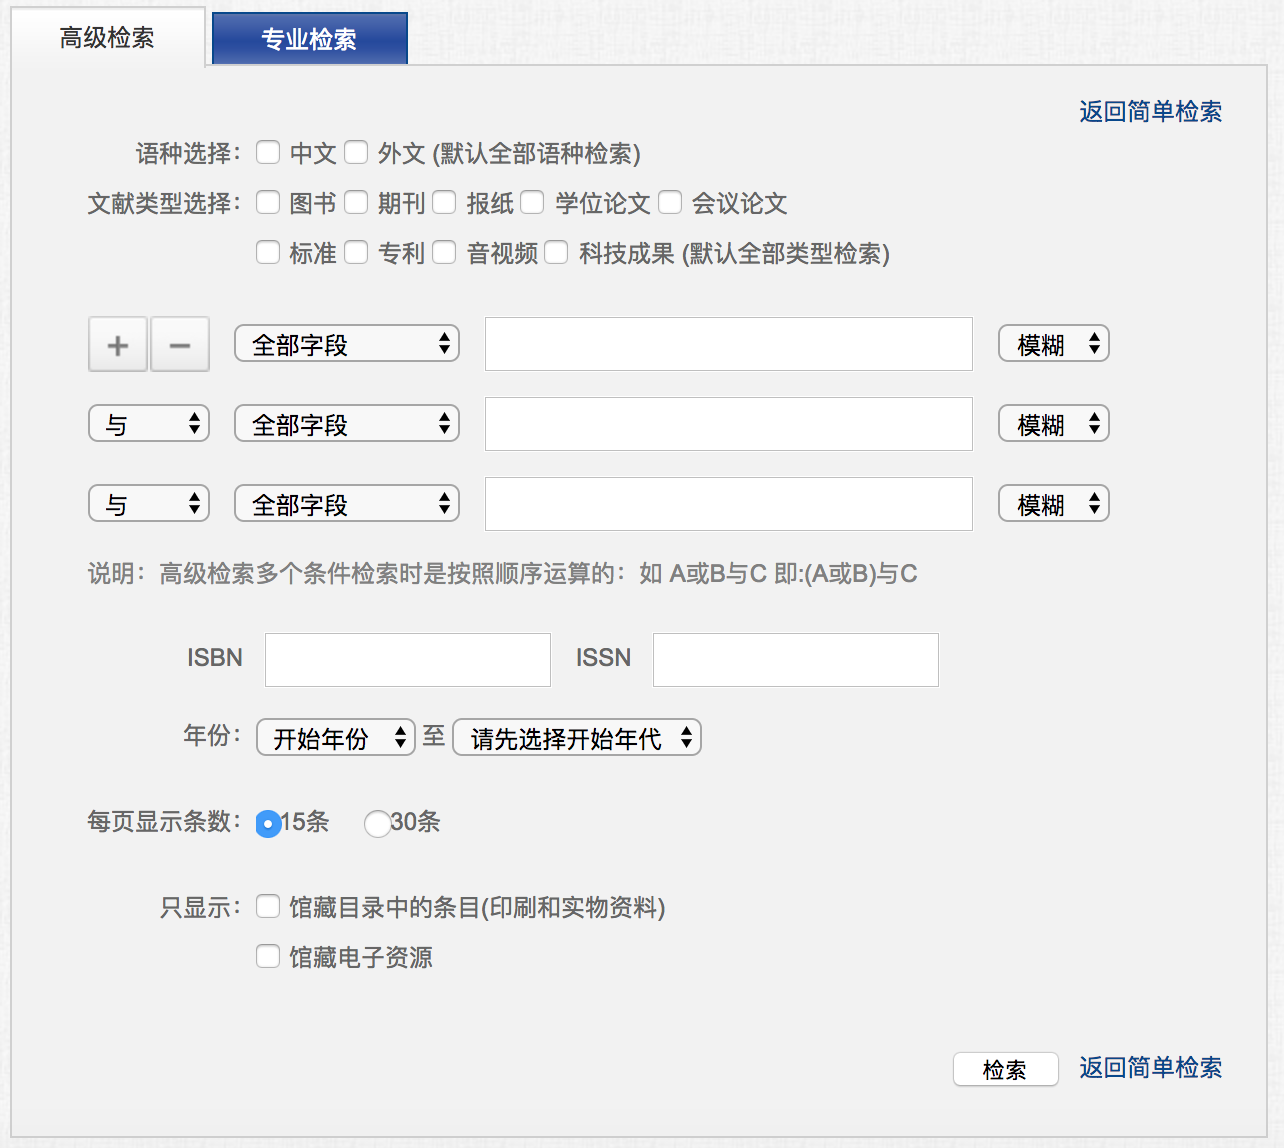 高级检索 专业检索
返回简单检索
语种选择： 中文 外文 (默认全部语种检索)
文献类型选择： 图书 期刊 报纸 学位论文 会议论文
标准 专利 音视频 科技成果 (默认全部类型检索)
+ − 全部字段 模糊
与 全部字段 模糊
与 全部字段 模糊
说明：高级检索多个条件检索时是按照顺序运算的：如 A或B与C 即:(A或B)与C
ISBN ISSN
年份： 开始年份 至 请先选择开始年代
每页显示条数： 15条 30条
只显示： 馆藏目录中的条目(印刷和实物资料)
馆藏电子资源
检索 返回简单检索